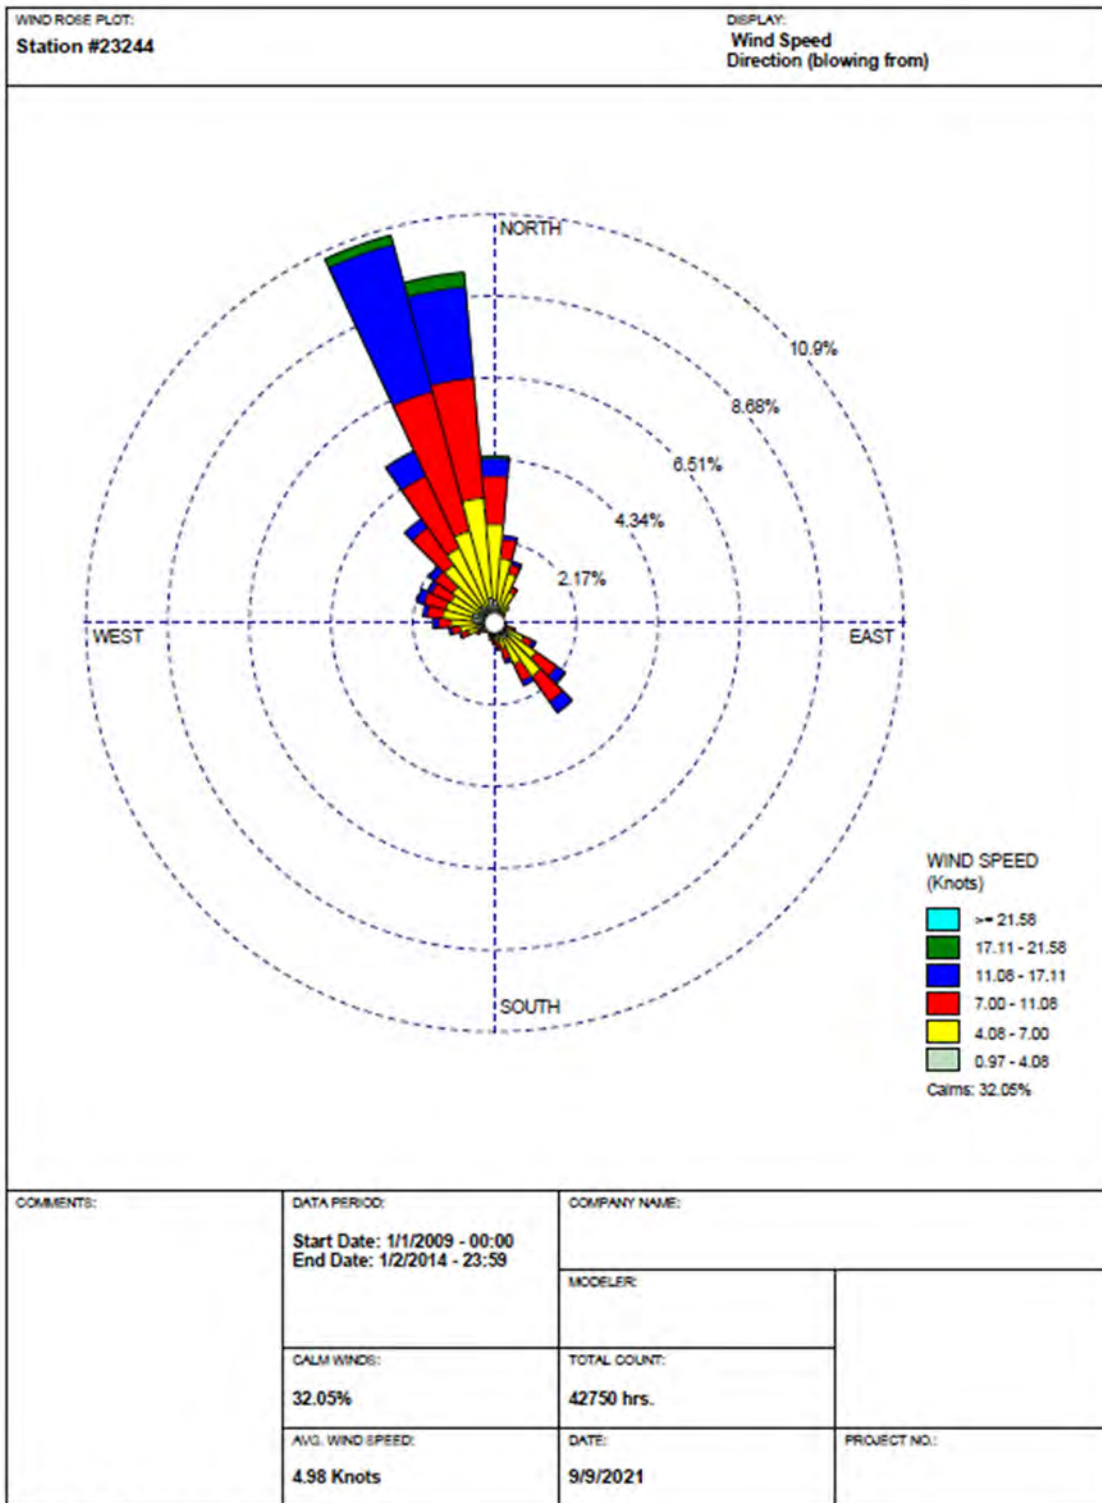 WIND ROSE PLOT:
Station #23244
DISPLAY:
Wind Speed
Direction (blowing from)
NORTH
10.9%
8.68%
6.51%
4.34%
2.17%
WEST
EAST
SOUTH
WIND SPEED
(Knots)
>= 21.58
17.11 - 21.58
11.08 - 17.11
7.00 - 11.08
4.08 - 7.00
0.97 - 4.08
Calms: 32.05%
COMMENTS:
DATA PERIOD:
Start Date: 1/1/2009 - 00:00
End Date: 1/2/2014 - 23:59
COMPANY NAME:
MODELER:
CALM WINDS:
32.05%
TOTAL COUNT:
42750 hrs.
AVG. WIND SPEED:
4.98 Knots
DATE:
9/9/2021
PROJECT NO.: